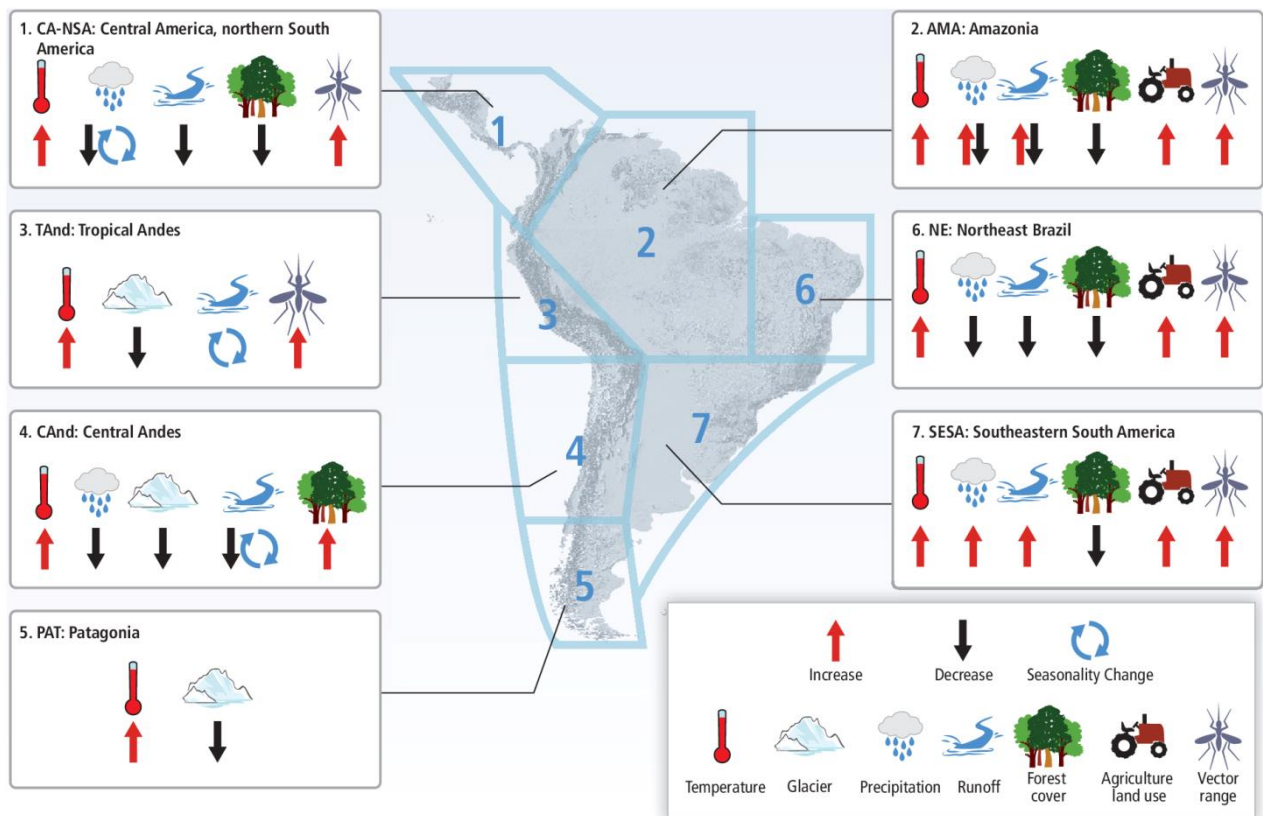 1. CA-NSA: Central America, northern South
America
2. AMA: Amazonia
3. TAnd: Tropical Andes
6. NE: Northeast Brazil
4. CAnd: Central Andes
7. SESA: Southeastern South America
5. PAT: Patagonia
1
2
3
6
4
7
5
Increase
Decrease
Seasonality Change
Temperature
Glacier
Precipitation
Runoff
Forest
cover
Agriculture
land use
Vector
range